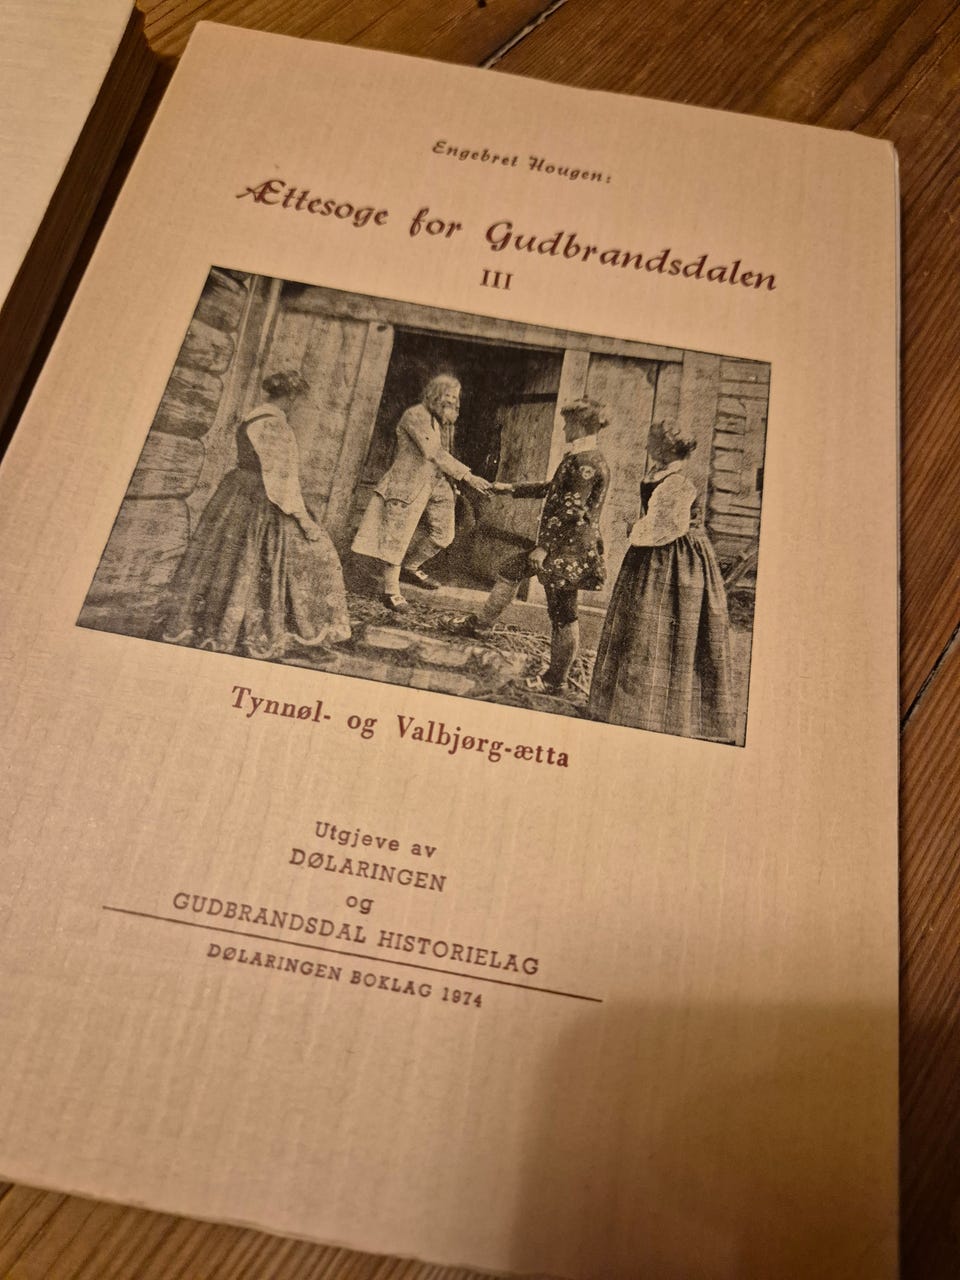 Engebret Hougen:
Ættesoge for Gudbrandsdalen
III
Tynnøl- og Valbjørg-ætta
Utgjeve av
DØLARINGEN
og
GUDBRANDSDAL HISTORIELAG
DØLARINGEN BOKLAG 1974